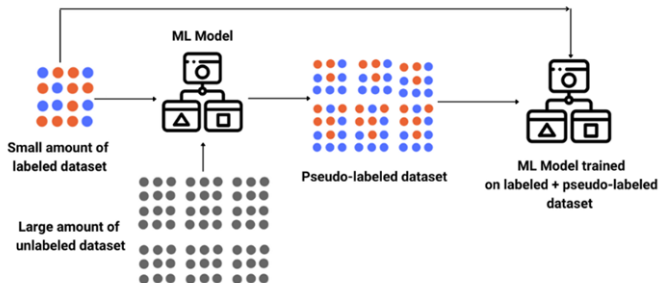 ML Model
Small amount of
labeled dataset
Large amount of
unlabeled dataset
Pseudo-labeled dataset
ML Model trained
on labeled + pseudo-labeled
dataset